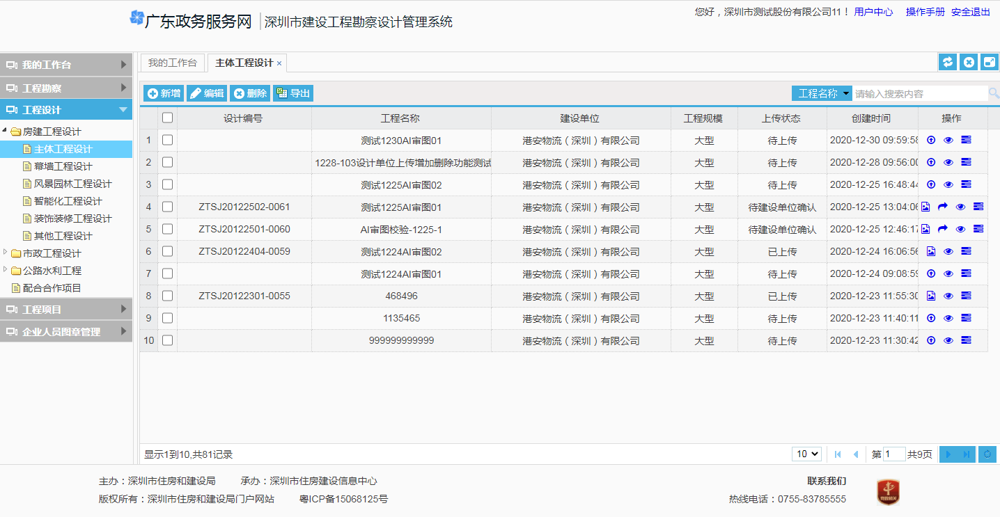 广东政务服务网 深圳市建设工程勘察设计管理系统
您好，深圳市测试股份有限公司11！ 用户中心 操作手册 安全退出
我的工作台
工程勘察
工程设计
房建工程设计
主体工程设计
幕墙工程设计
风景园林工程设计
智能化工程设计
装饰装修工程设计
其他工程设计
市政工程设计
公路水利工程
配合合作项目
工程项目
企业人员图章管理
我的工作台 主体工程设计 ×
新增 编辑 删除 导出 工程名称 请输入搜索内容
设计编号 工程名称 建设单位 工程规模 上传状态 创建时间 操作
1 测试1230AI审图01 港安物流（深圳）有限公司 大型 待上传 2020-12-30 09:59:58
2 1228-103设计单位上传增加删除功能测试 港安物流（深圳）有限公司 大型 待上传 2020-12-28 09:56:00
3 测试1225AI审图02 港安物流（深圳）有限公司 大型 待上传 2020-12-25 16:48:44
4 ZTSJ20122502-0061 测试1225AI审图01 港安物流（深圳）有限公司 大型 待建设单位确认 2020-12-25 13:04:06
5 ZTSJ20122501-0060 AI审图校验-1225-1 港安物流（深圳）有限公司 大型 待建设单位确认 2020-12-25 12:46:17
6 ZTSJ20122404-0059 测试1224AI审图02 港安物流（深圳）有限公司 大型 已上传 2020-12-24 16:06:56
7 测试1224AI审图01 港安物流（深圳）有限公司 大型 待上传 2020-12-24 09:08:59
8 ZTSJ20122301-0055 468496 港安物流（深圳）有限公司 大型 已上传 2020-12-23 11:55:30
9 1135465 港安物流（深圳）有限公司 大型 待上传 2020-12-23 11:40:11
10 999999999999 港安物流（深圳）有限公司 大型 待上传 2020-12-23 11:30:42
显示1到10,共81记录 10 第 1 共9页
主办：深圳市住房和建设局 承办：深圳市住房建设信息中心
版权所有：深圳市住房和建设局门户网站 粤ICP备15068125号
联系我们
热线电话：0755-83785555
党政机关